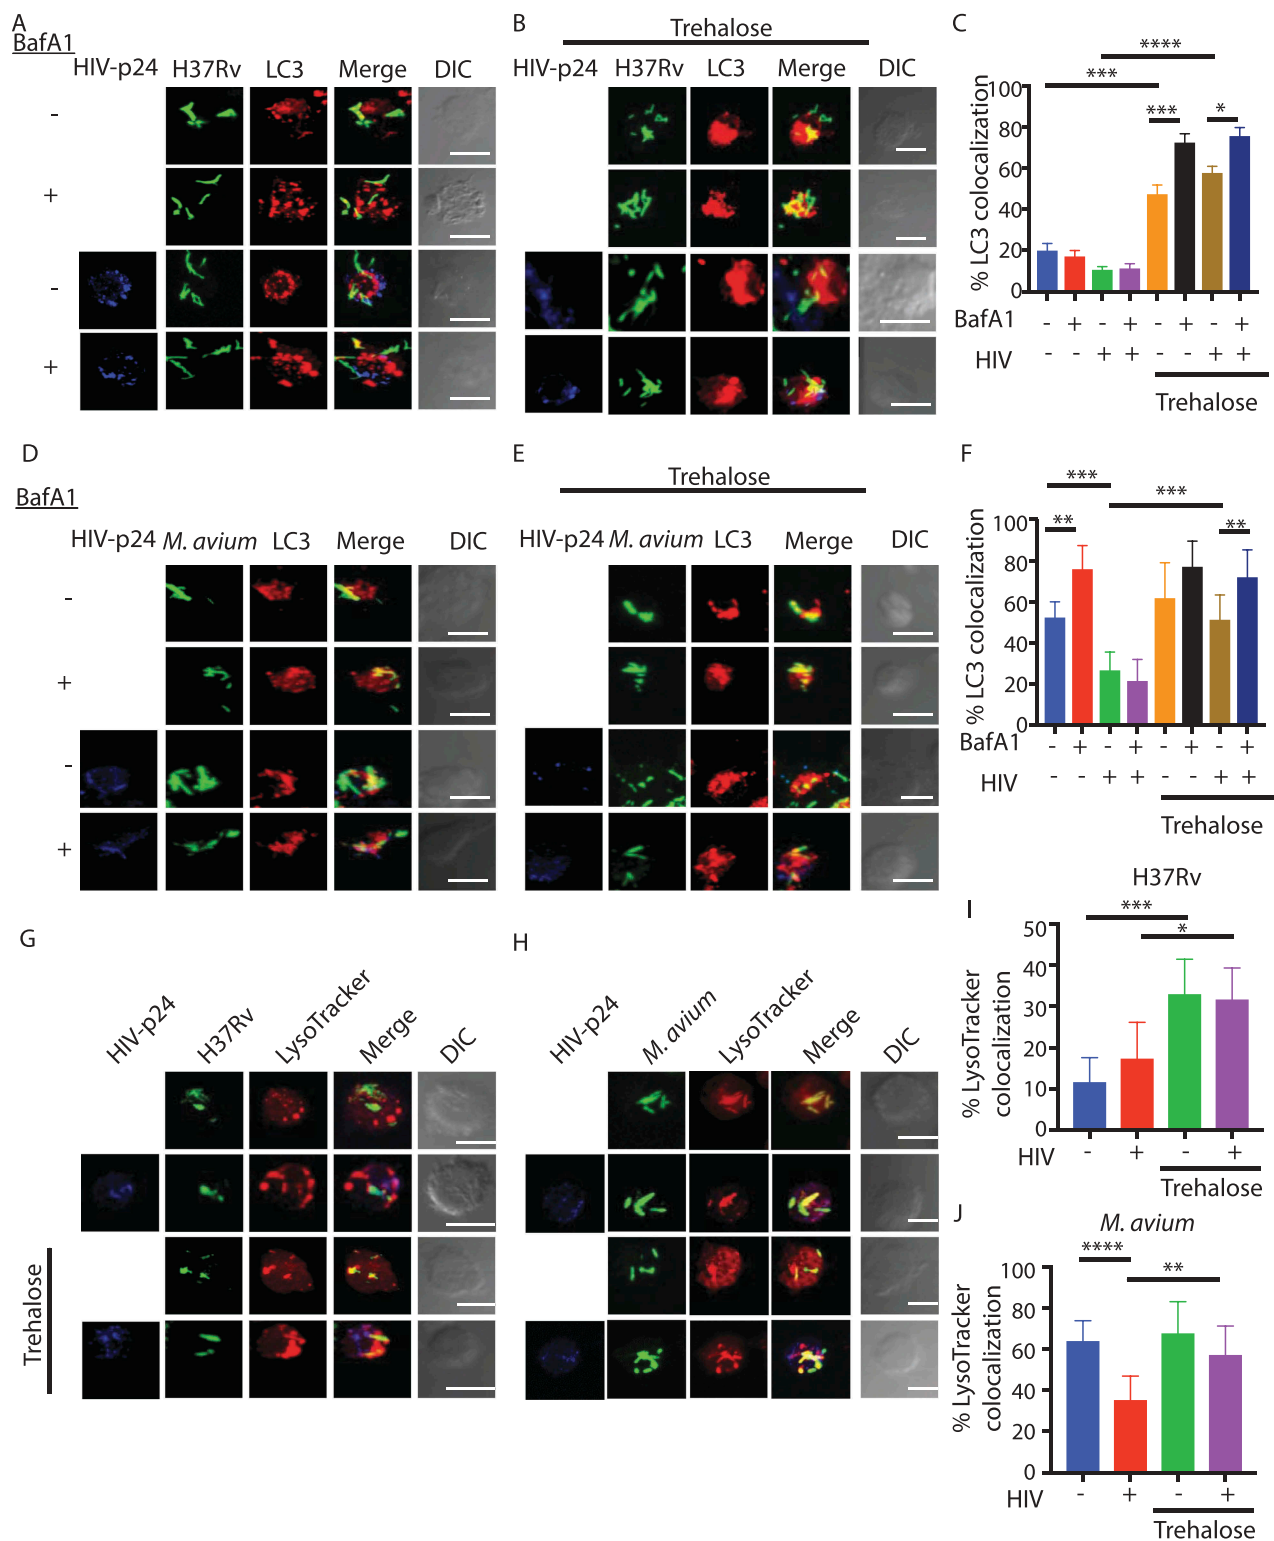 A
BafA1
HIV-p24 H37Rv LC3 Merge DIC
-
+
-
+
B
Trehalose
HIV-p24 H37Rv LC3 Merge DIC
C
****
***
***
*
% LC3 colocalization
100
80
60
40
20
0
BafA1 - + - + - + - +
HIV - - + + - - + +
Trehalose
D
BafA1
HIV-p24 M. avium LC3 Merge DIC
-
+
-
+
E
Trehalose
HIV-p24 M. avium LC3 Merge DIC
F
***
***
**
**
% LC3 colocalization
100
80
60
40
20
0
BafA1 - + - + - + - +
HIV - - + + - - + +
Trehalose
G
HIV-p24 H37Rv LysoTracker Merge DIC
Trehalose
H
HIV-p24 M. avium LysoTracker Merge DIC
I
H37Rv
***
*
% LysoTracker
colocalization
50
40
30
20
10
0
HIV - + - +
Trehalose
J
M. avium
****
**
% LysoTracker
colocalization
100
80
60
40
20
0
HIV - + - +
Trehalose